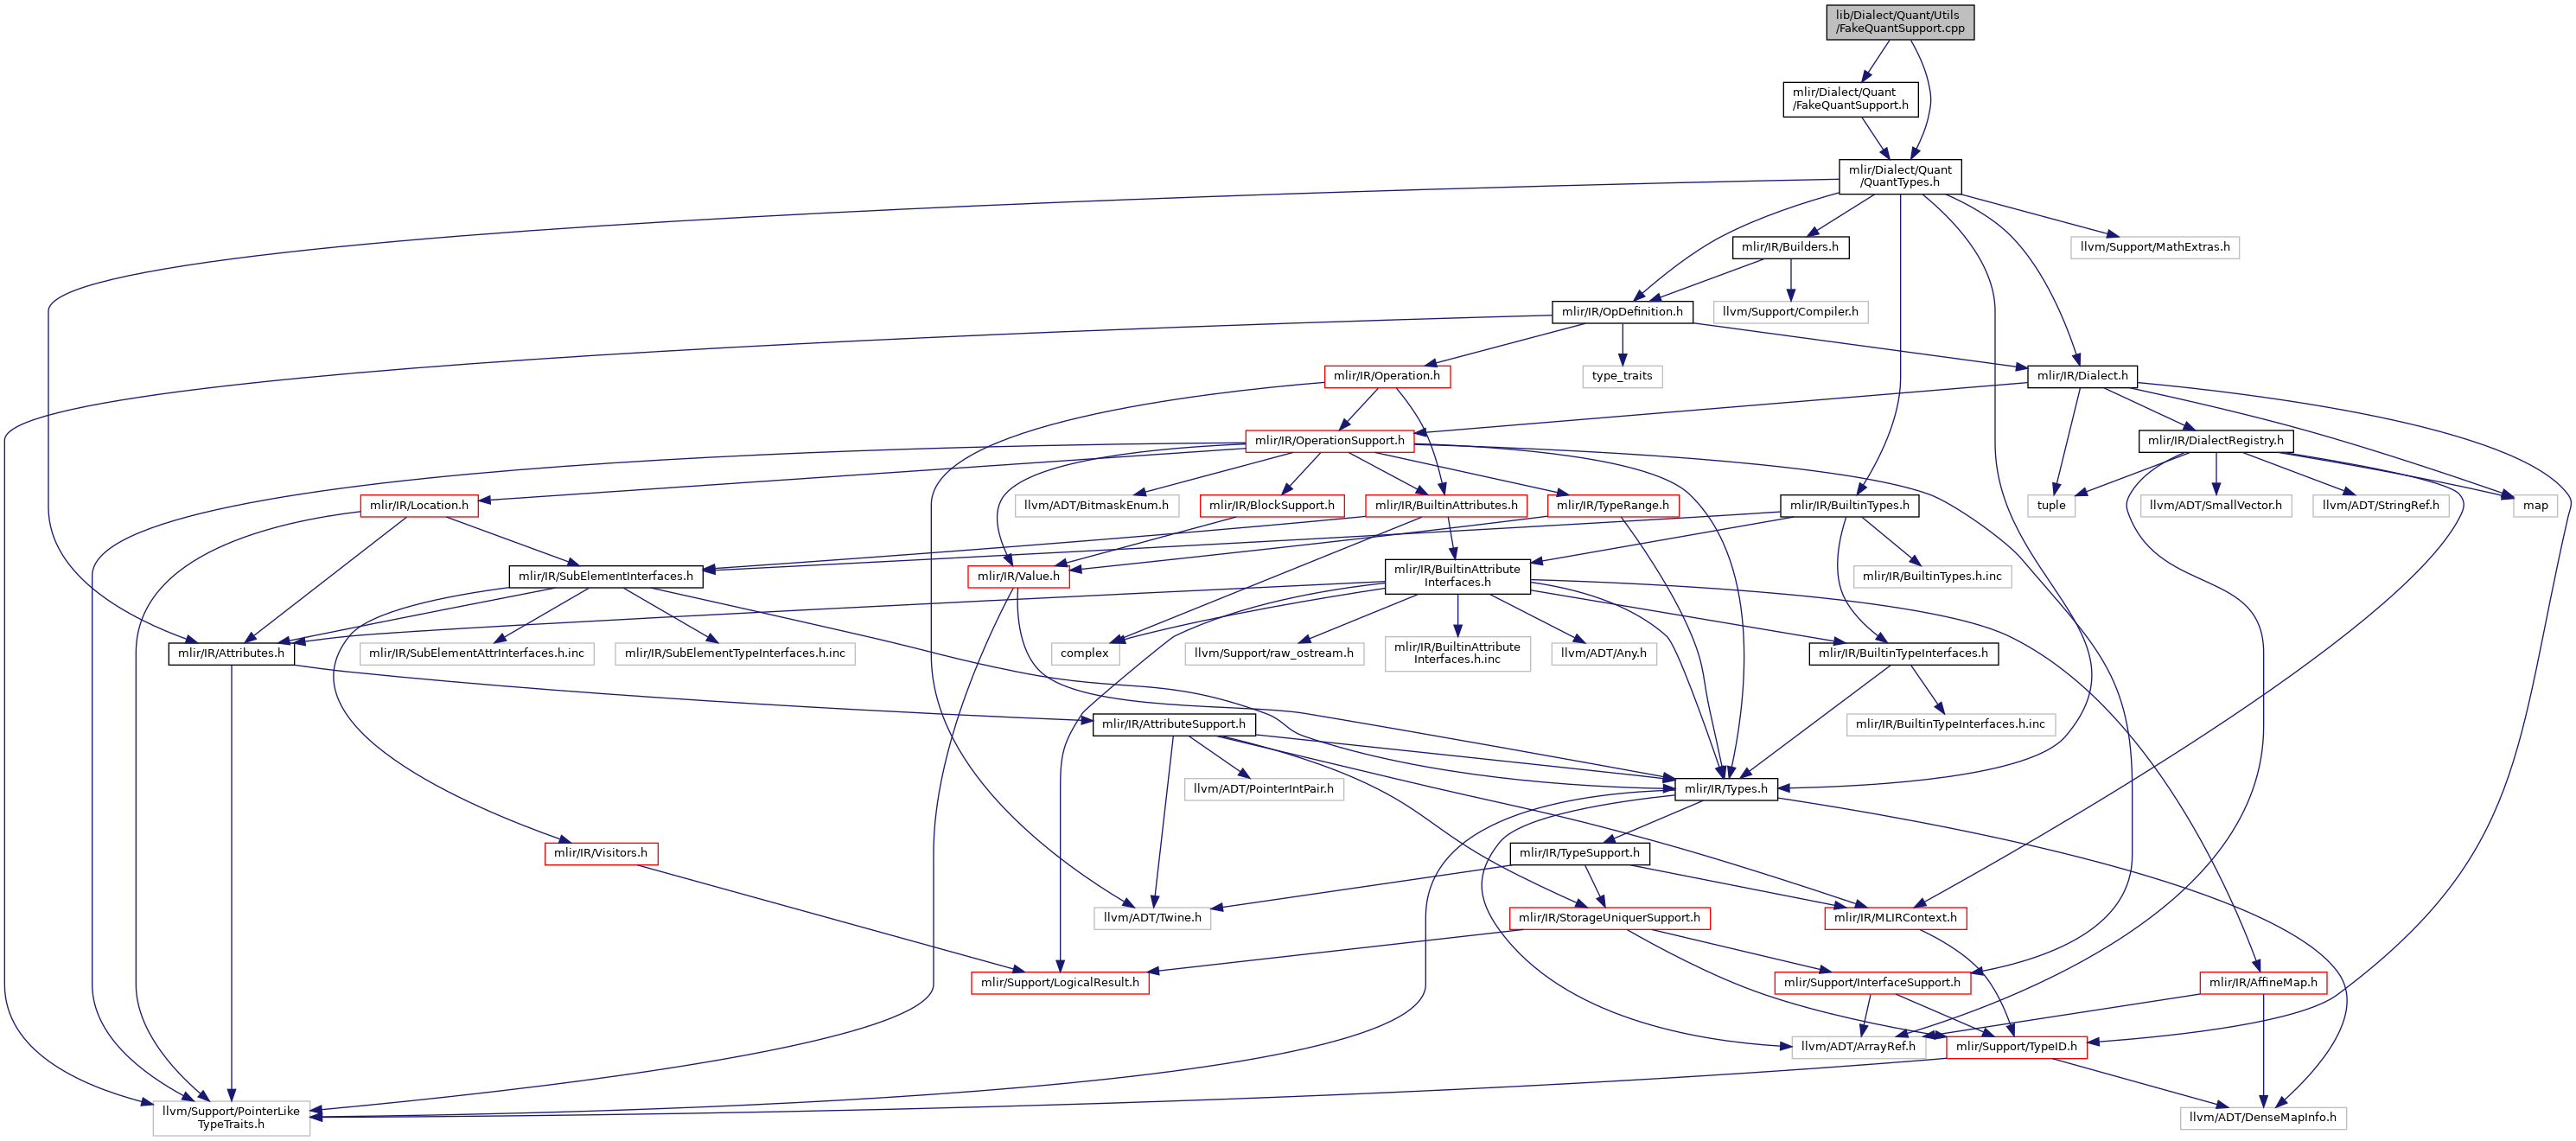 lib/Dialect/Quant/Utils
/FakeQuantSupport.cpp
mlir/Dialect/Quant
/FakeQuantSupport.h
mlir/Dialect/Quant
/QuantTypes.h
mlir/IR/Builders.h
llvm/Support/MathExtras.h
mlir/IR/OpDefinition.h
llvm/Support/Compiler.h
mlir/IR/Operation.h
type_traits
mlir/IR/Dialect.h
mlir/IR/OperationSupport.h
mlir/IR/DialectRegistry.h
mlir/IR/Location.h
llvm/ADT/BitmaskEnum.h
mlir/IR/BlockSupport.h
mlir/IR/BuiltinAttributes.h
mlir/IR/TypeRange.h
mlir/IR/BuiltinTypes.h
tuple
llvm/ADT/SmallVector.h
llvm/ADT/StringRef.h
map
mlir/IR/SubElementInterfaces.h
mlir/IR/Value.h
mlir/IR/BuiltinAttribute
Interfaces.h
mlir/IR/BuiltinTypes.h.inc
mlir/IR/Attributes.h
mlir/IR/SubElementAttrInterfaces.h.inc
mlir/IR/SubElementTypeInterfaces.h.inc
complex
llvm/Support/raw_ostream.h
mlir/IR/BuiltinAttribute
Interfaces.h.inc
llvm/ADT/Any.h
mlir/IR/BuiltinTypeInterfaces.h
mlir/IR/AttributeSupport.h
mlir/IR/BuiltinTypeInterfaces.h.inc
llvm/ADT/PointerIntPair.h
mlir/IR/Types.h
mlir/IR/Visitors.h
mlir/IR/TypeSupport.h
llvm/ADT/Twine.h
mlir/IR/StorageUniquerSupport.h
mlir/IR/MLIRContext.h
mlir/Support/LogicalResult.h
mlir/Support/InterfaceSupport.h
mlir/IR/AffineMap.h
llvm/ADT/ArrayRef.h
mlir/Support/TypeID.h
llvm/Support/PointerLike
TypeTraits.h
llvm/ADT/DenseMapInfo.h